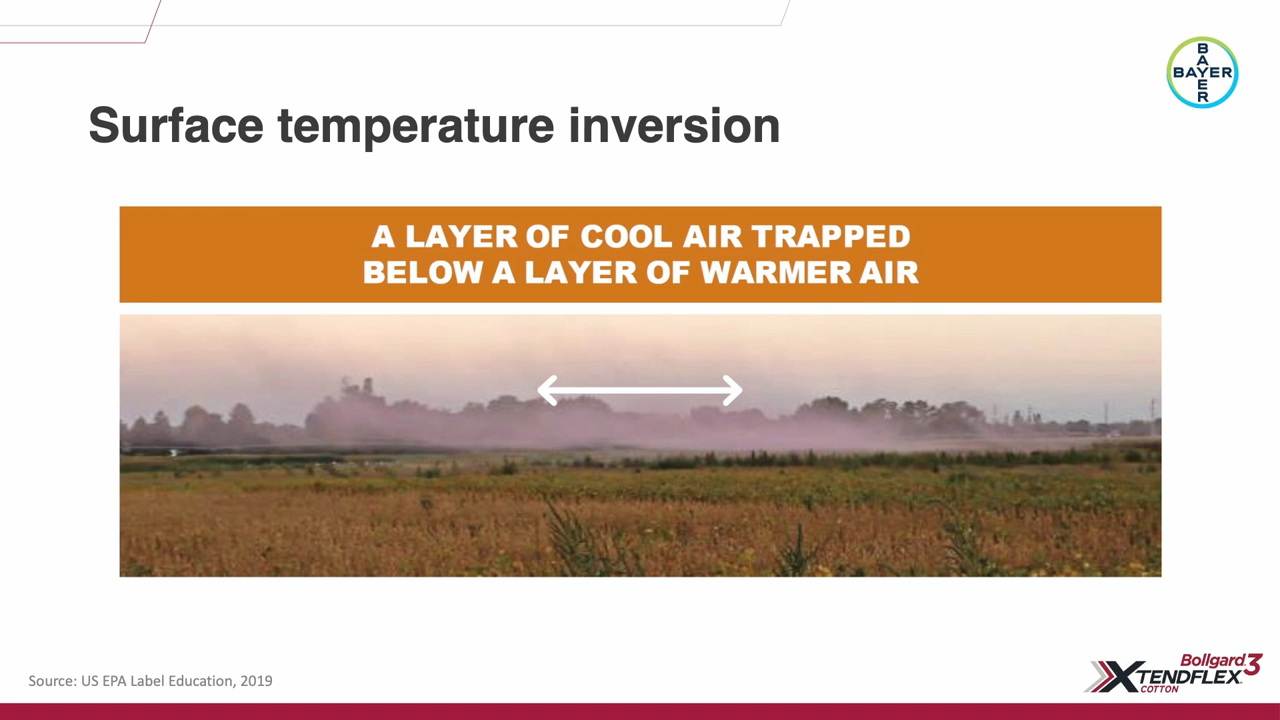 BAYER
BAYER
Surface temperature inversion
A LAYER OF COOL AIR TRAPPED
BELOW A LAYER OF WARMER AIR
Source: US EPA Label Education, 2019
Bollgard 3
XTENDFLEX
COTTON